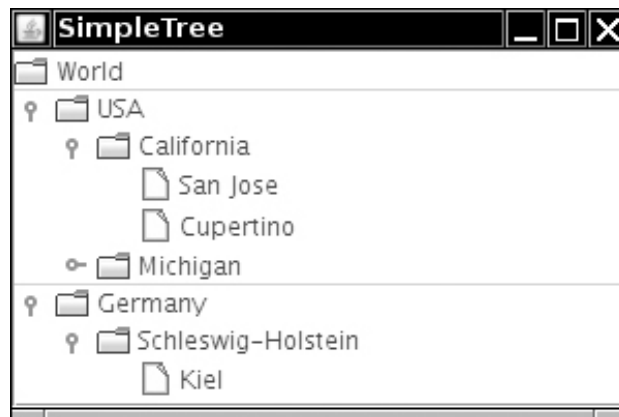 SimpleTree
World
USA
California
San Jose
Cupertino
Michigan
Germany
Schleswig-Holstein
Kiel